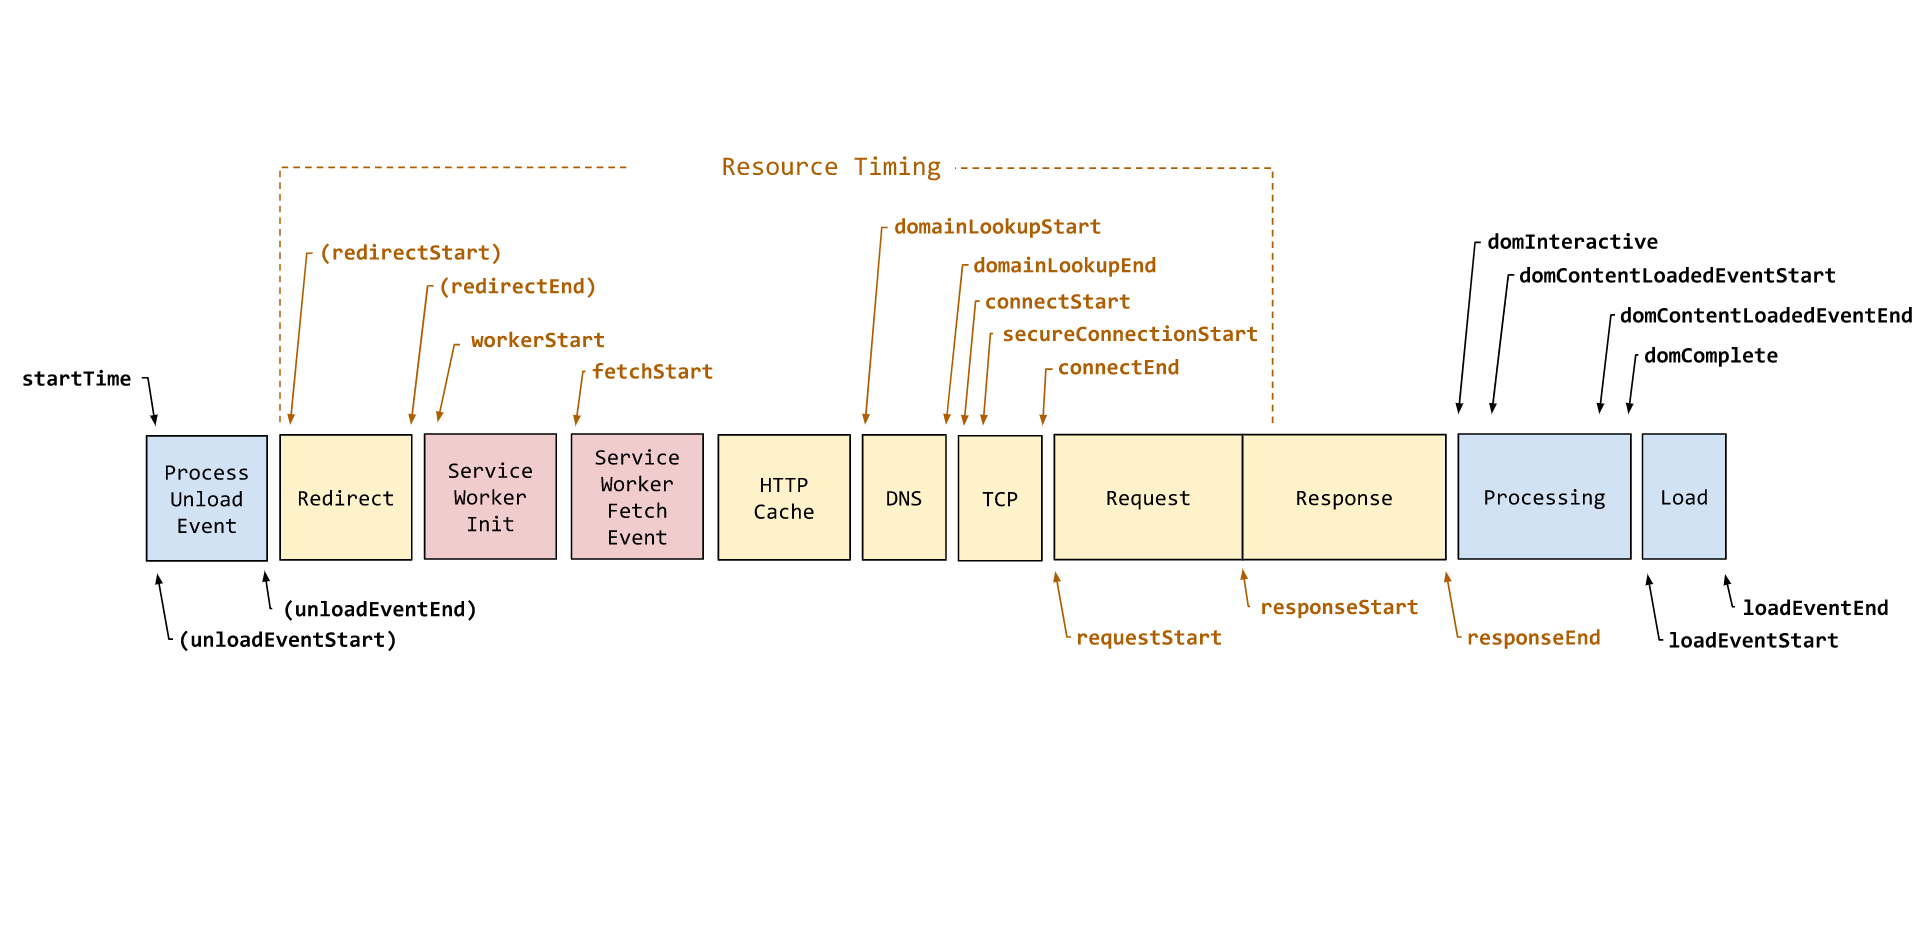 Resource Timing
domainLookupStart
domInteractive
(redirectStart)
domainLookupEnd
domContentLoadedEventStart
(redirectEnd)
connectStart
domContentLoadedEventEnd
workerStart
secureConnectionStart
domComplete
fetchStart
connectEnd
startTime
Process
Unload
Event
Redirect
Service
Worker
Init
Service
Worker
Fetch
Event
HTTP
Cache
DNS
TCP
Request
Response
Processing
Load
(unloadEventEnd)
(unloadEventStart)
responseStart
requestStart
responseEnd
loadEventEnd
loadEventStart